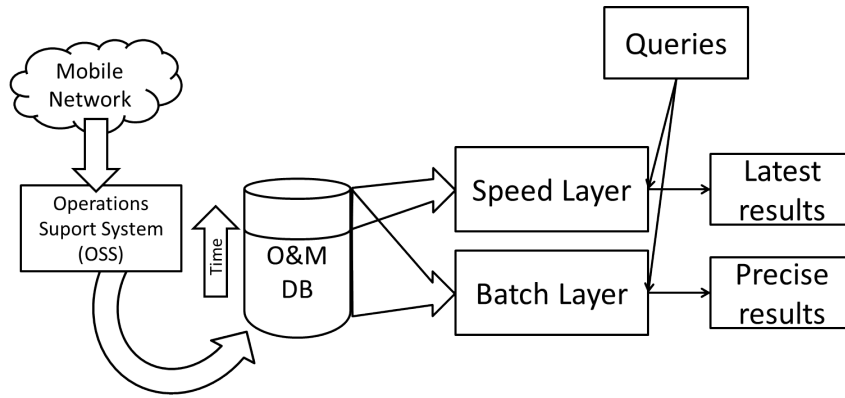 Mobile
Network
Operations
Suport System
(OSS)
Time
O&M
DB
Queries
Speed Layer
Batch Layer
Latest
results
Precise
results